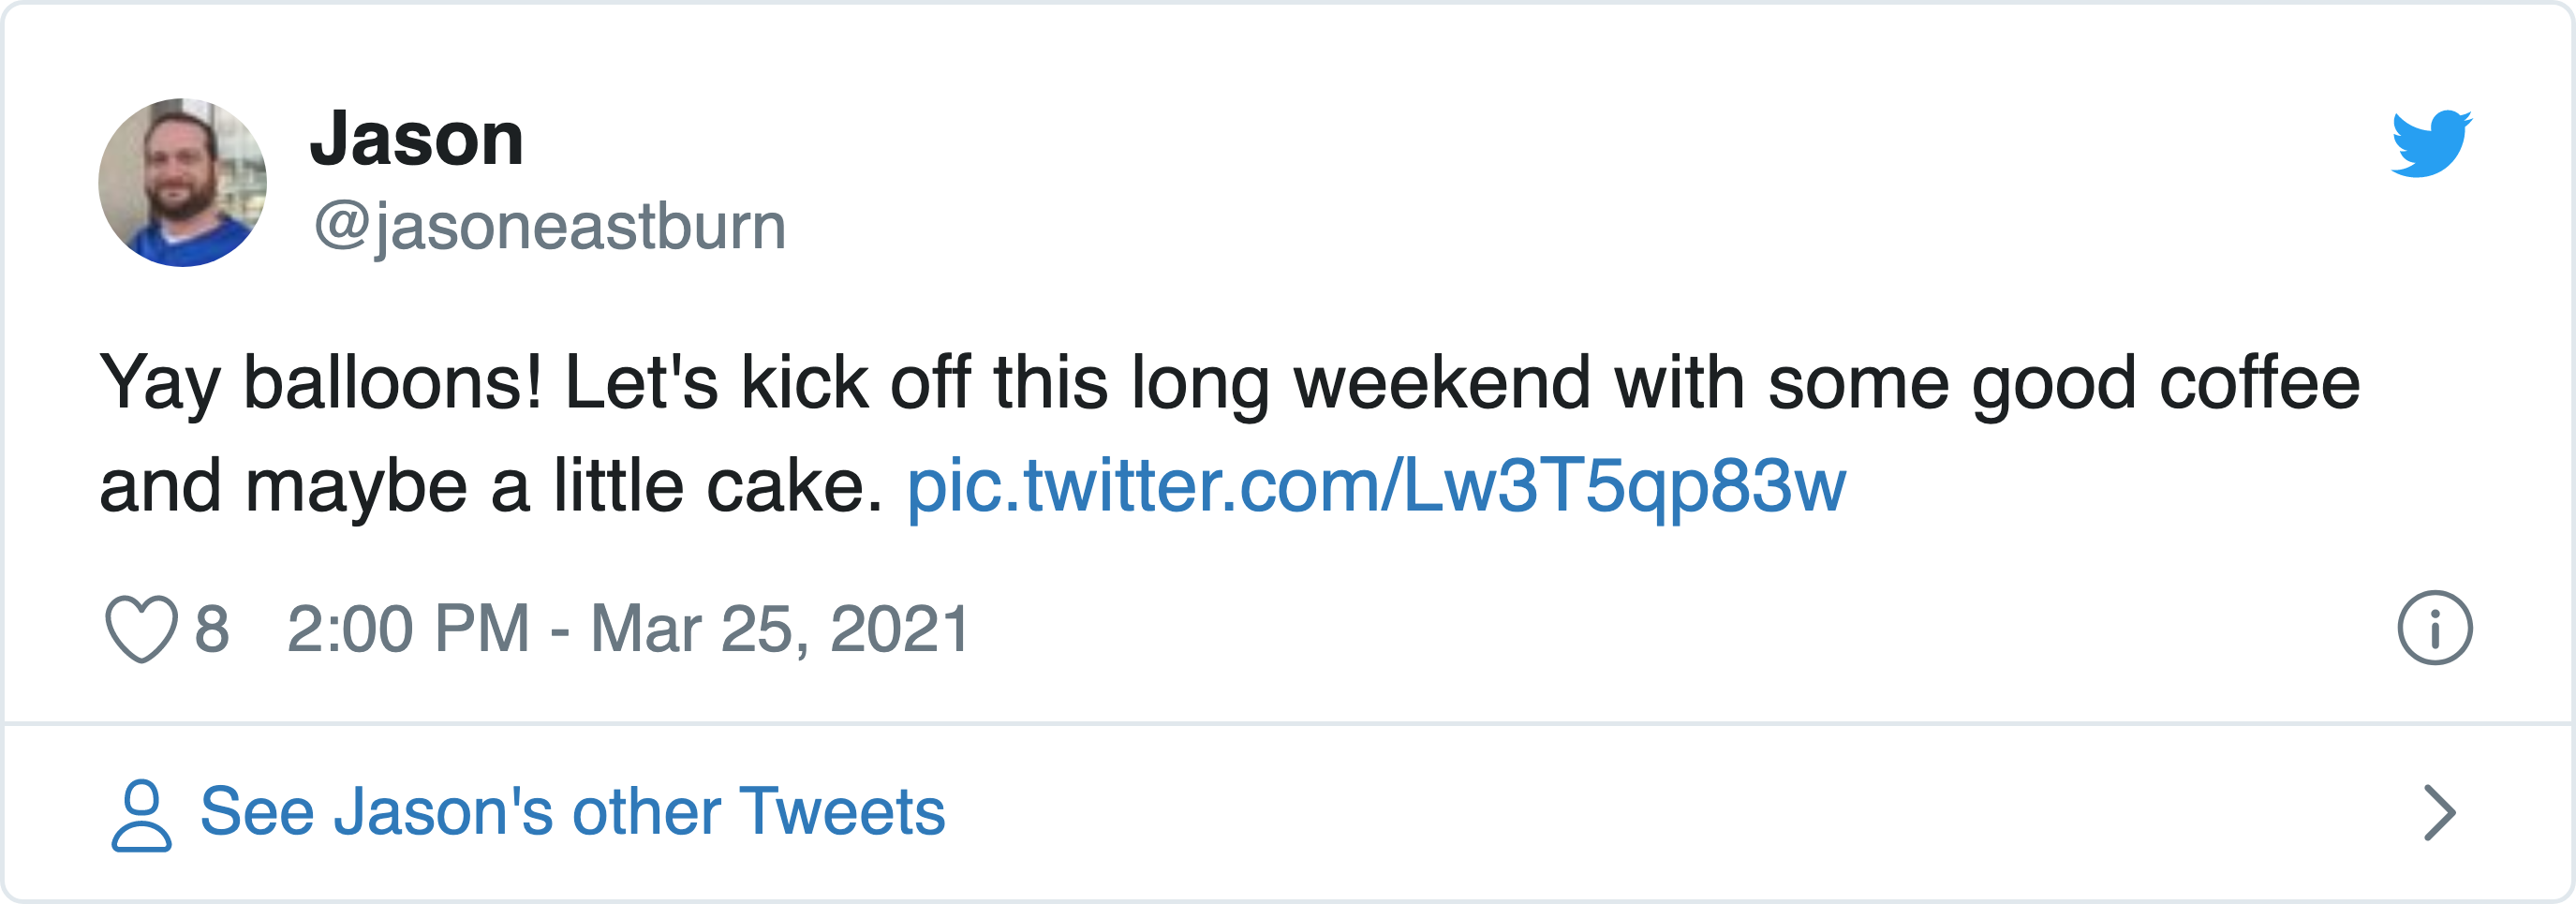 Jason
@jasoneastburn
Yay balloons! Let's kick off this long weekend with some good coffee
and maybe a little cake. pic.twitter.com/Lw3T5qp83w
8 2:00 PM - Mar 25, 2021
See Jason's other Tweets